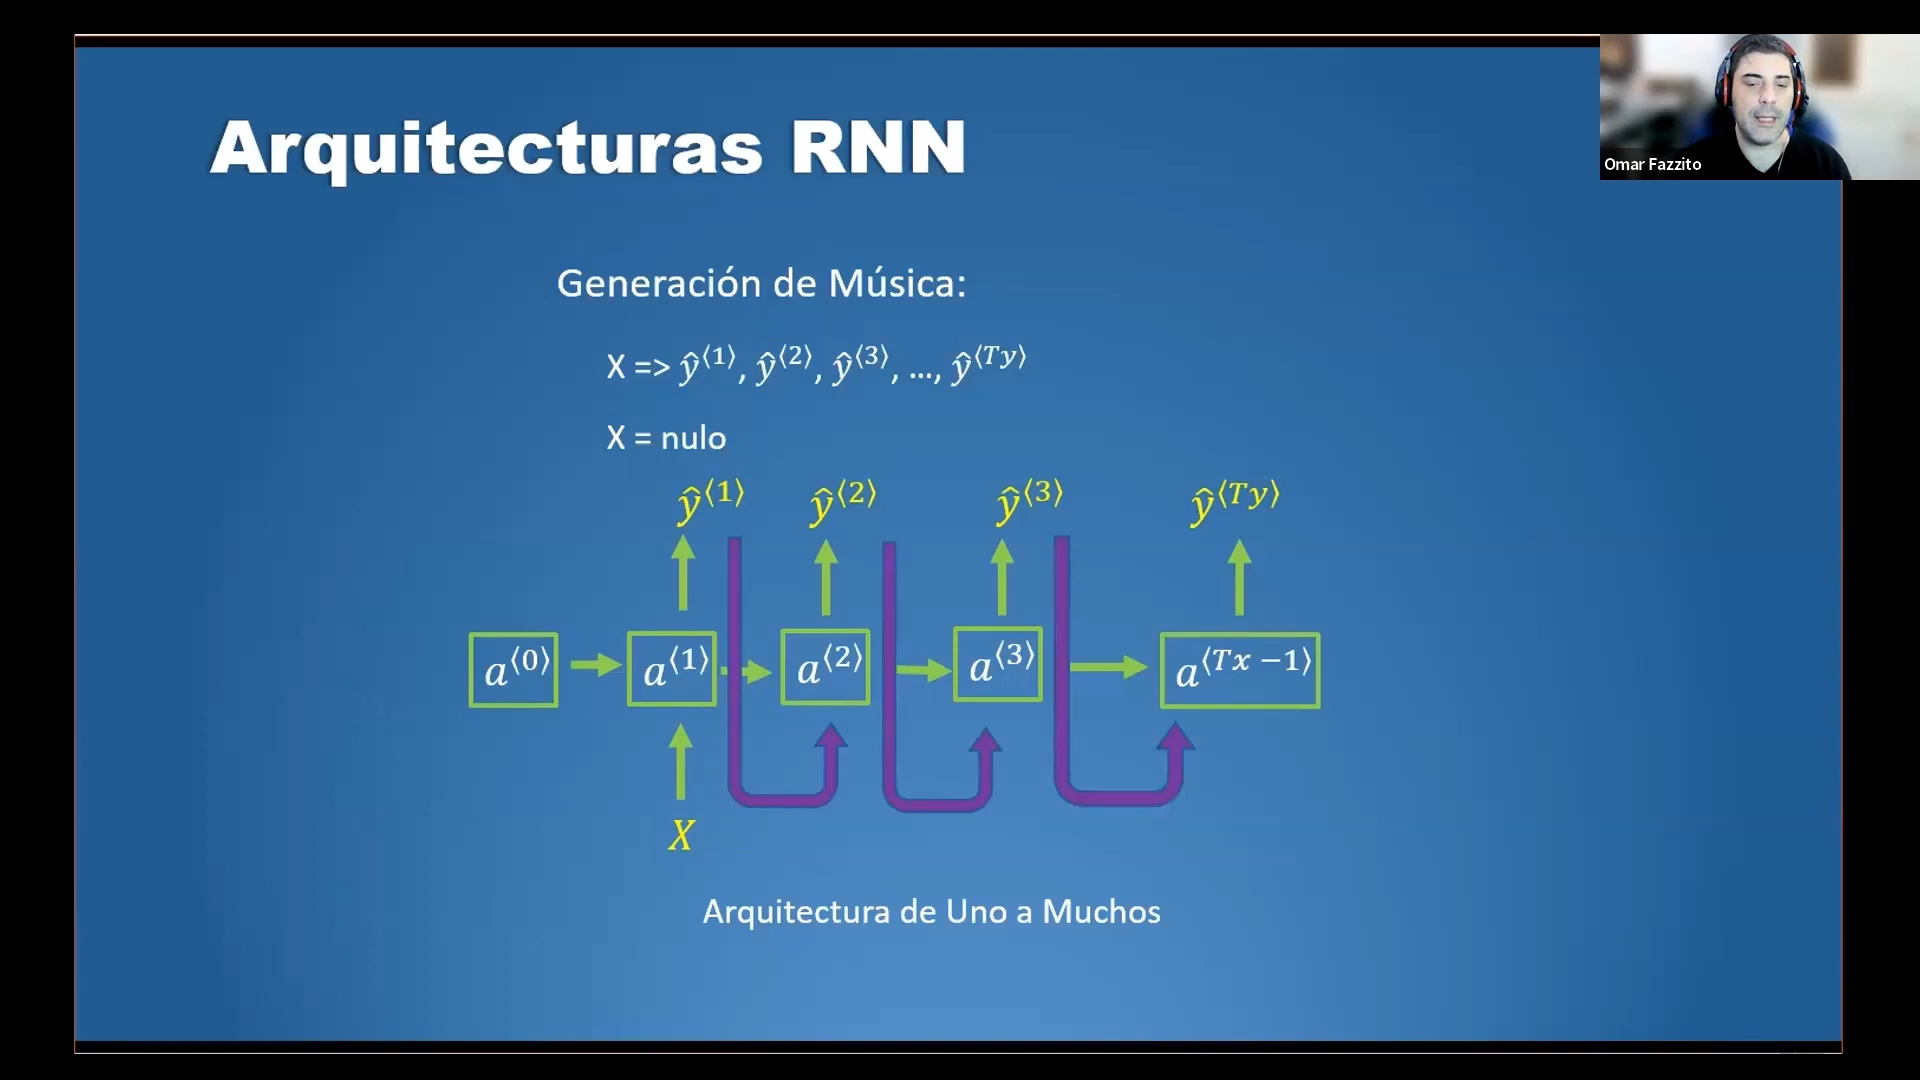 Arquitecturas RNN
Omar Fazzito
Generación de Música:
X => ŷ⟨1⟩, ŷ⟨2⟩, ŷ⟨3⟩, ..., ŷ⟨Ty⟩
X = nulo
ŷ⟨1⟩ ŷ⟨2⟩ ŷ⟨3⟩ ŷ⟨Ty⟩
a⟨0⟩ a⟨1⟩ a⟨2⟩ a⟨3⟩ a⟨Tx −1⟩
X
Arquitectura de Uno a Muchos